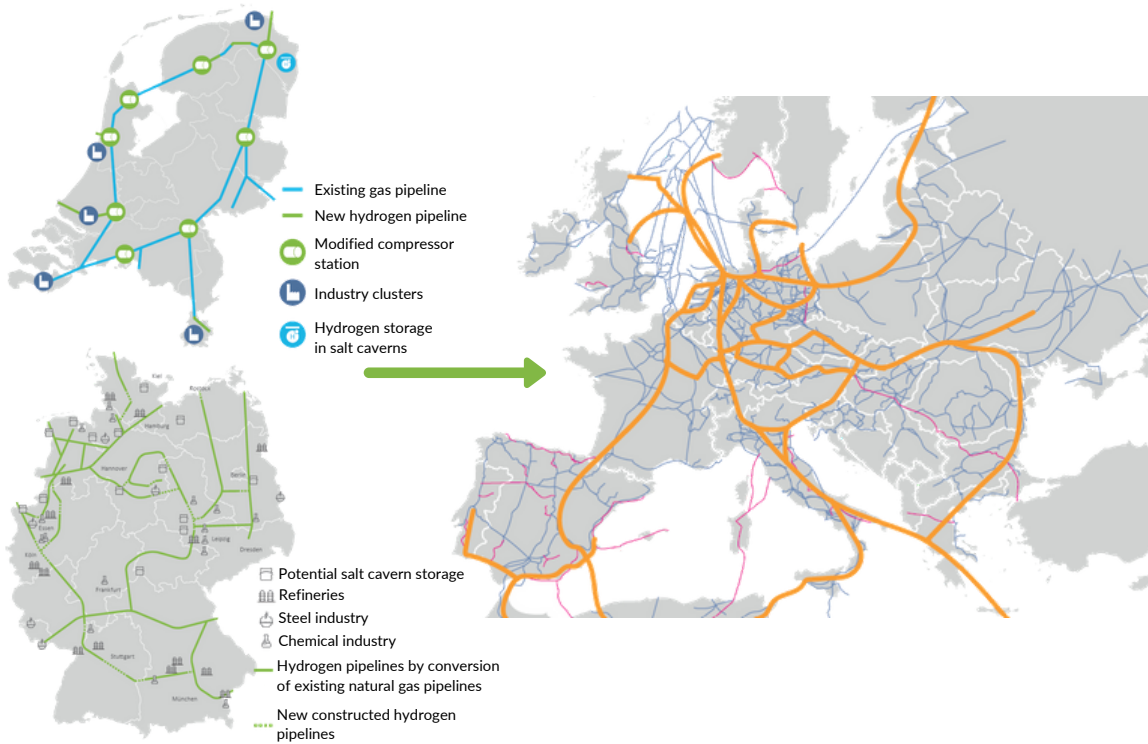 Existing gas pipeline
New hydrogen pipeline
Modified compressor
station
Industry clusters
Hydrogen storage
in salt caverns
Kiel
Rostock
Hamburg
Hannover
Berlin
Essen
Leipzig
Köln
Dresden
Frankfurt
Stuttgart
München
Potential salt cavern storage
Refineries
Steel industry
Chemical industry
Hydrogen pipelines by conversion
of existing natural gas pipelines
New constructed hydrogen
pipelines